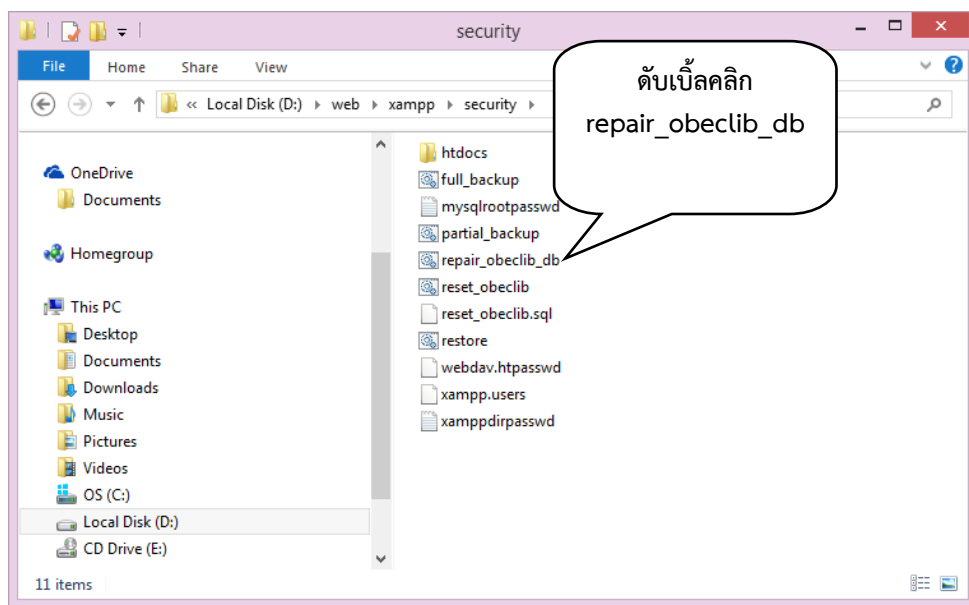 security
File Home Share View
« Local Disk (D:) web xampp security
ดับเบิ้ลคลิก
repair_obeclib_db
OneDrive
Documents
Homegroup
This PC
Desktop
Documents
Downloads
Music
Pictures
Videos
OS (C:)
Local Disk (D:)
CD Drive (E:)
htdocs
full_backup
mysqlrootpasswd
partial_backup
repair_obeclib_db
reset_obeclib
reset_obeclib.sql
restore
webdav.htpasswd
xampp.users
xamppdirpasswd
11 items